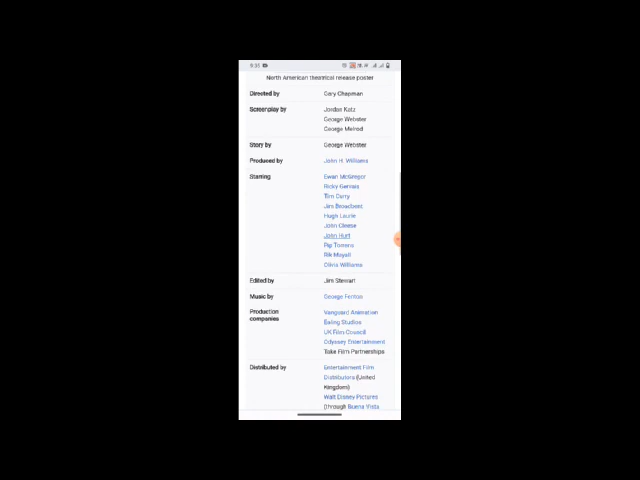 9:35
North American theatrical release poster
Directed by Gary Chapman
Screenplay by Jordan Katz
George Webster
George Melrod
Story by George Webster
Produced by John H. Williams
Starring Ewan McGregor
Ricky Gervais
Tim Curry
Jim Broadbent
Hugh Laurie
John Cleese
John Hurt
Pip Torrens
Rik Mayall
Olivia Williams
Edited by Jim Stewart
Music by George Fenton
Production Vanguard Animation
companies Ealing Studios
UK Film Council
Odyssey Entertainment
Take Film Partnerships
Distributed by Entertainment Film
Distributors (United
Kingdom)
Walt Disney Pictures
(through Buena Vista